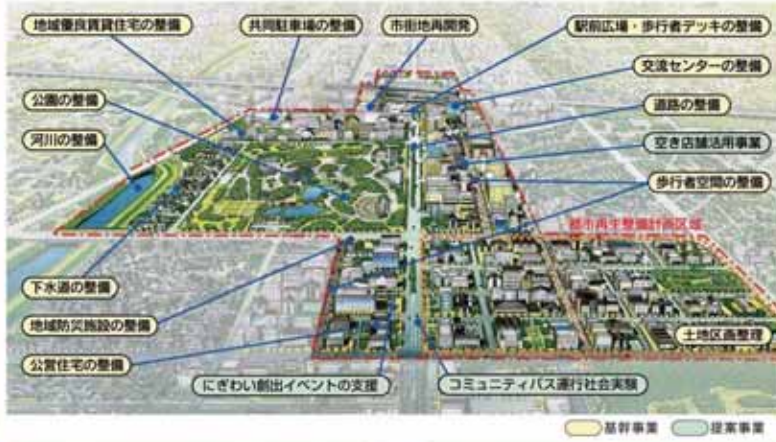 地域優良賃貸住宅の整備
共同駐車場の整備
市街地再開発
駅前広場・歩行者デッキの整備
交流センターの整備
公園の整備
道路の整備
河川の整備
空き店舗活用事業
歩行者空間の整備
都市再生整備計画区域
下水道の整備
地域防災施設の整備
土地区画整理
公営住宅の整備
にぎわい創出イベントの支援
コミュニティバス運行社会実験
基幹事業
提案事業